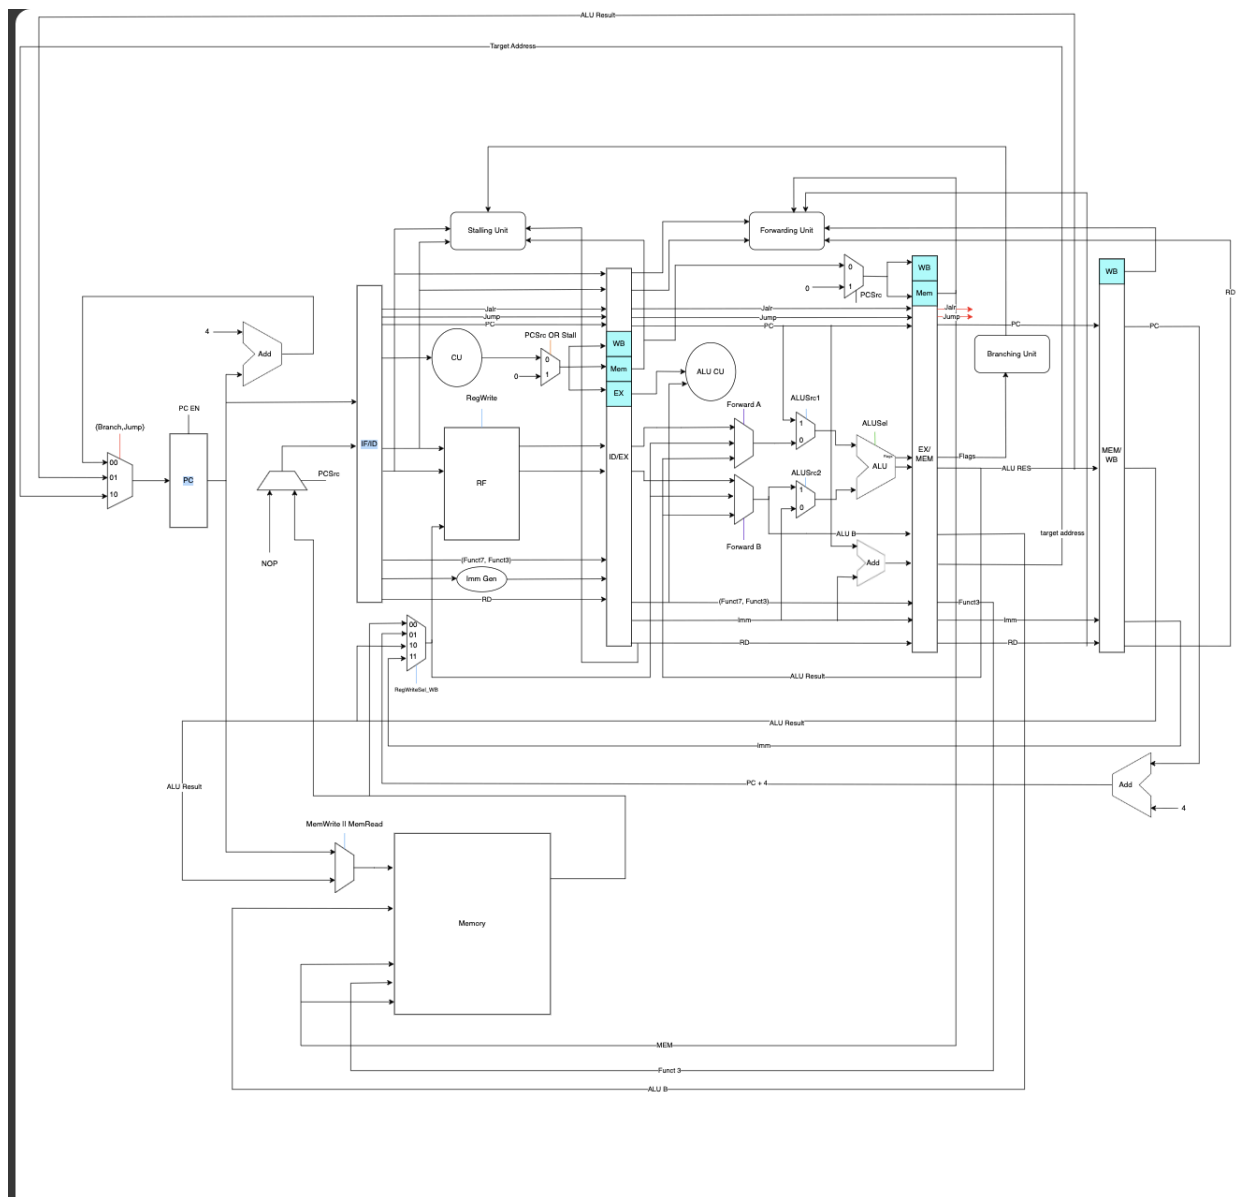 ALU Result
Target Address
Stalling Unit
Forwarding Unit
WB
WB
0
1
0
Mem
PCSrc
RD
Jalr
Jump
PC
Jalr
Jump
PC
Jalr
Jump
PC
PC
4
Add
PCSrc OR Stall
CU
0
1
0
WB
Mem
EX
ALU CU
Branching Unit
RegWrite
PC EN
(Branch,Jump)
Forward A
ALUSrc1
1
0
ALUSel
Flags
ALU
IF/ID
ID/EX
EX/
MEM
MEM/
WB
Flags
ALU RES
00
01
10
PC
PCSrc
RF
ALUSrc2
1
0
NOP
Forward B
ALU B
target address
Add
(Funct7, Funct3)
Imm Gen
RD
(Funct7, Funct3)
Funct3
Imm
Imm
RD
RD
00
01
10
11
RegWriteSel_WB
ALU Result
ALU Result
Imm
ALU Result
PC + 4
Add
4
MemWrite II MemRead
Memory
MEM
Funct 3
ALU B